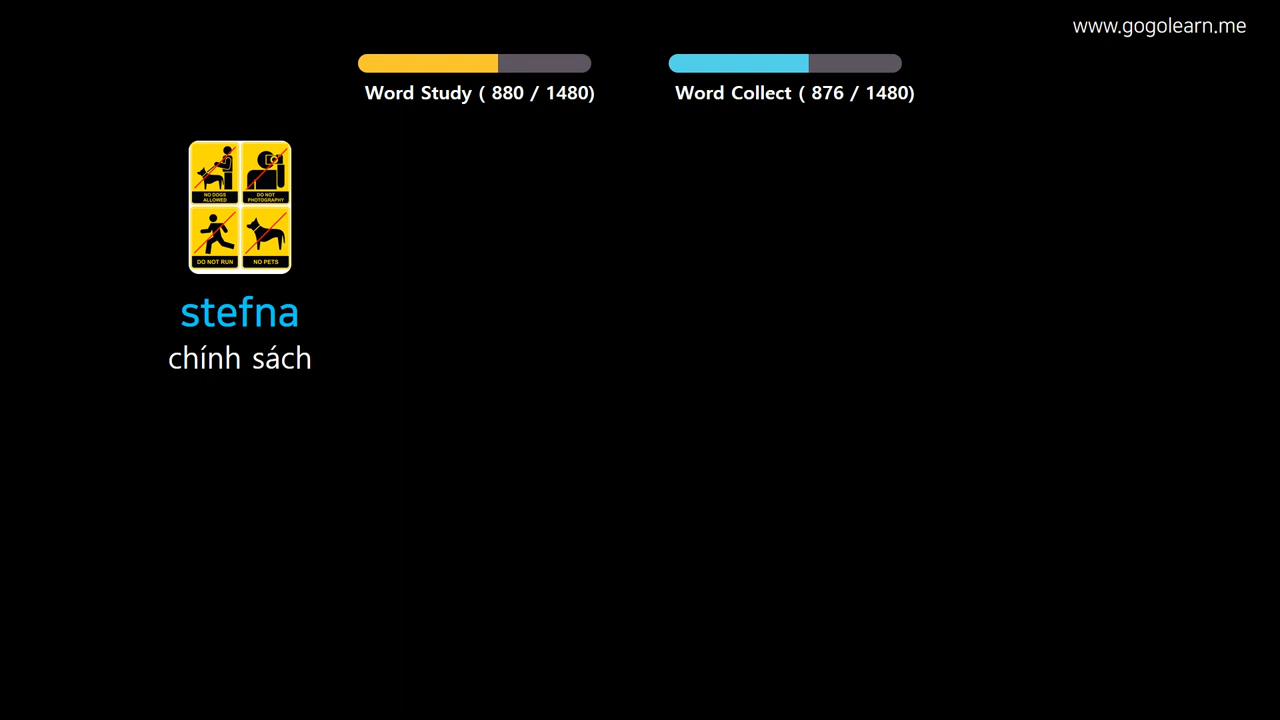 www.gogolearn.me
Word Study ( 880 / 1480)
Word Collect ( 876 / 1480)
NO DOGS
ALLOWED
DO NOT
PHOTOGRAPHY
DO NOT RUN
NO PETS
stefna
chính sách